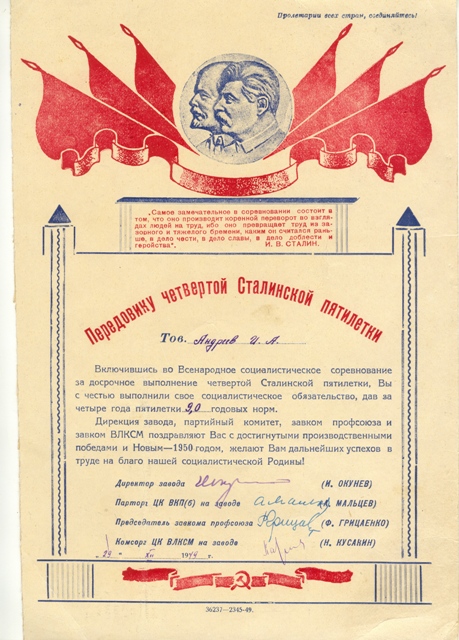 Пролетарии всех стран, соединяйтесь!
„Самое замечательное в соревновании состоит в
том, что оно производит коренной переворот во взгля-
дах людей на труд, ибо оно превращает труд из за-
зорного и тяжелого бремени, каким он считался рань-
ше, в дело чести, в дело славы, в дело доблести и
геройства“. И. В. СТАЛИН.
Передовику четвертой Сталинской пятилетки
Тов. Андреев И. А.
Включившись во Всенародное социалистическое соревнование
за досрочное выполнение четвертой Сталинской пятилетки, Вы
с честью выполнили свое социалистическое обязательство, дав за
четыре года пятилетки 9,0 годовых норм.
Дирекция завода, партийный комитет, завком профсоюза и
завком ВЛКСМ поздравляют Вас с достигнутыми производственными
победами и Новым—1950 годом, желают Вам дальнейших успехов в
труде на благо нашей социалистической Родины!
Директор завода (И. ОКУНЕВ)
Парторг ЦК ВКП(б) на заводе (А. МАЛЬЦЕВ)
Председатель завкома профсоюза (Ф. ГРИЦАЕНКО)
Комсорг ЦК ВЛКСМ на заводе (Н. КУСАКИН)
XII 1949 г.
36237—2345-49.